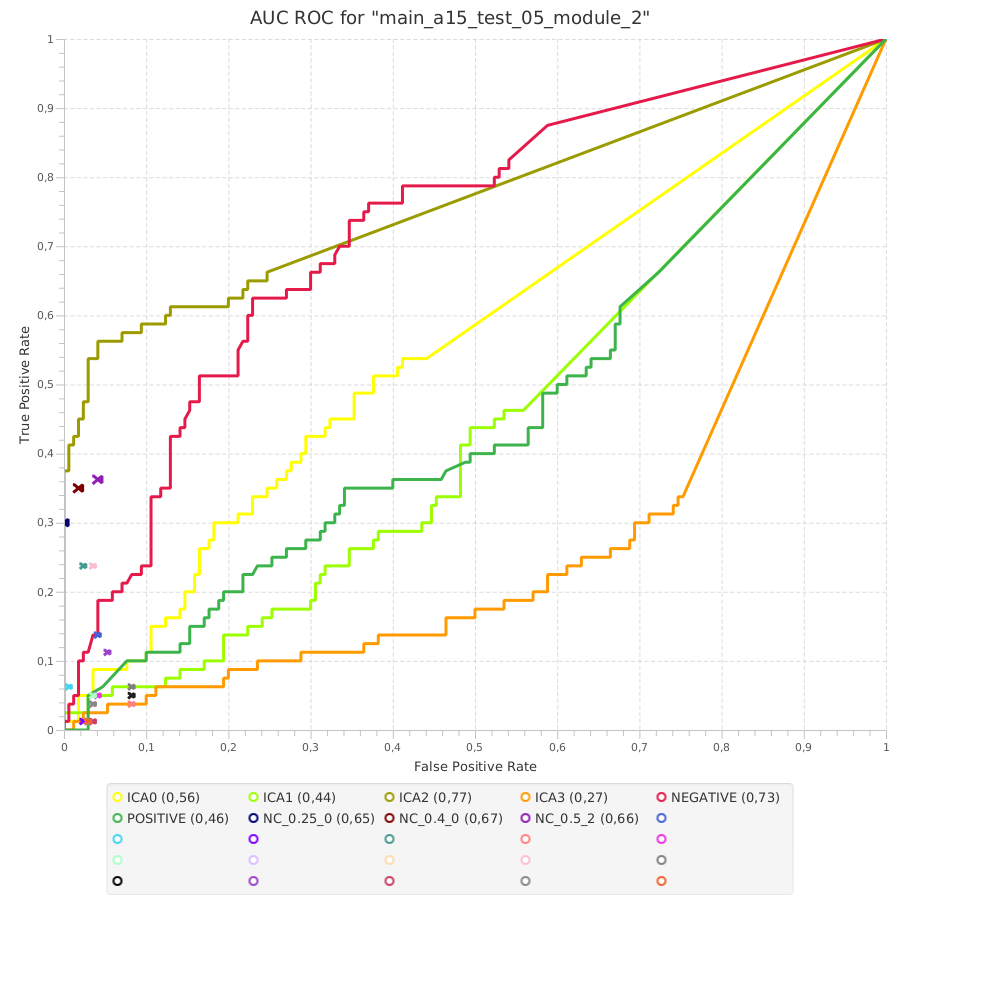 AUC ROC for "main_a15_test_05_module_2"
True Positive Rate
1
0,9
0,8
0,7
0,6
0,5
0,4
0,3
0,2
0,1
0
0 0,1 0,2 0,3 0,4 0,5 0,6 0,7 0,8 0,9 1
False Positive Rate
ICA0 (0,56) ICA1 (0,44) ICA2 (0,77) ICA3 (0,27) NEGATIVE (0,73)
POSITIVE (0,46) NC_0.25_0 (0,65) NC_0.4_0 (0,67) NC_0.5_2 (0,66)